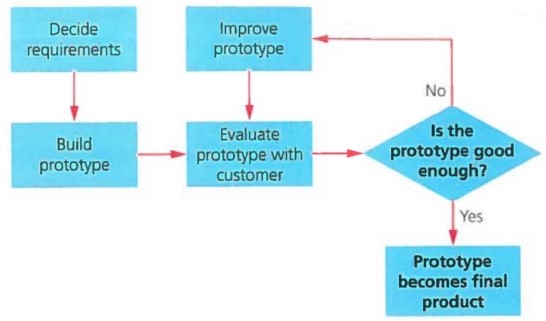 Decide
requirements
Improve
prototype
No
Build
prototype
Evaluate
prototype with
customer
Is the
prototype good
enough?
Yes
Prototype
becomes final
product